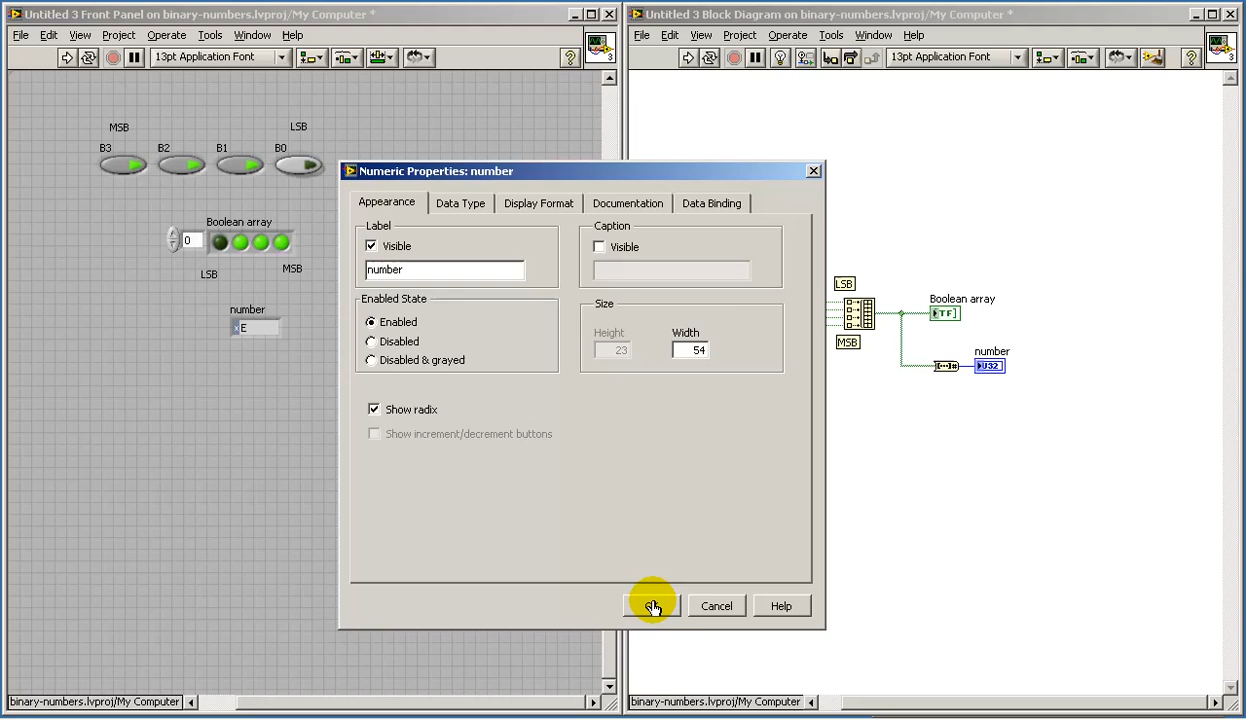 Untitled 3 Front Panel on binary-numbers.lvproj/My Computer *
File Edit View Project Operate Tools Window Help
13pt Application Font
3
MSB
LSB
B3 B2 B1 B0
Boolean array
0
LSB
MSB
number
x E
binary-numbers.lvproj/My Computer
Numeric Properties: number
Appearance Data Type Display Format Documentation Data Binding
Label
Visible
number
Caption
Visible
Enabled State
Enabled
Disabled
Disabled & grayed
Size
Height Width
23 54
Show radix
Show increment/decrement buttons
Cancel Help
Untitled 3 Block Diagram on binary-numbers.lvproj/My Computer *
File Edit View Project Operate Tools Window Help
13pt Application Font
3
LSB
Boolean array
TF
MSB
number
U32
binary-numbers.lvproj/My Computer